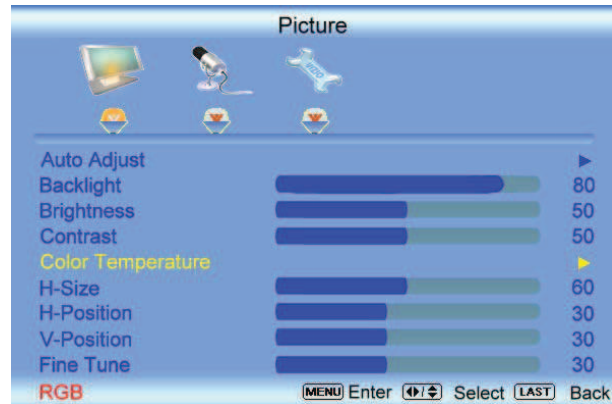 Picture
VIZIO
Auto Adjust
Backlight 80
Brightness 50
Contrast 50
Color Temperature
H-Size 60
H-Position 30
V-Position 30
Fine Tune 30
RGB MENU Enter Select LAST Back